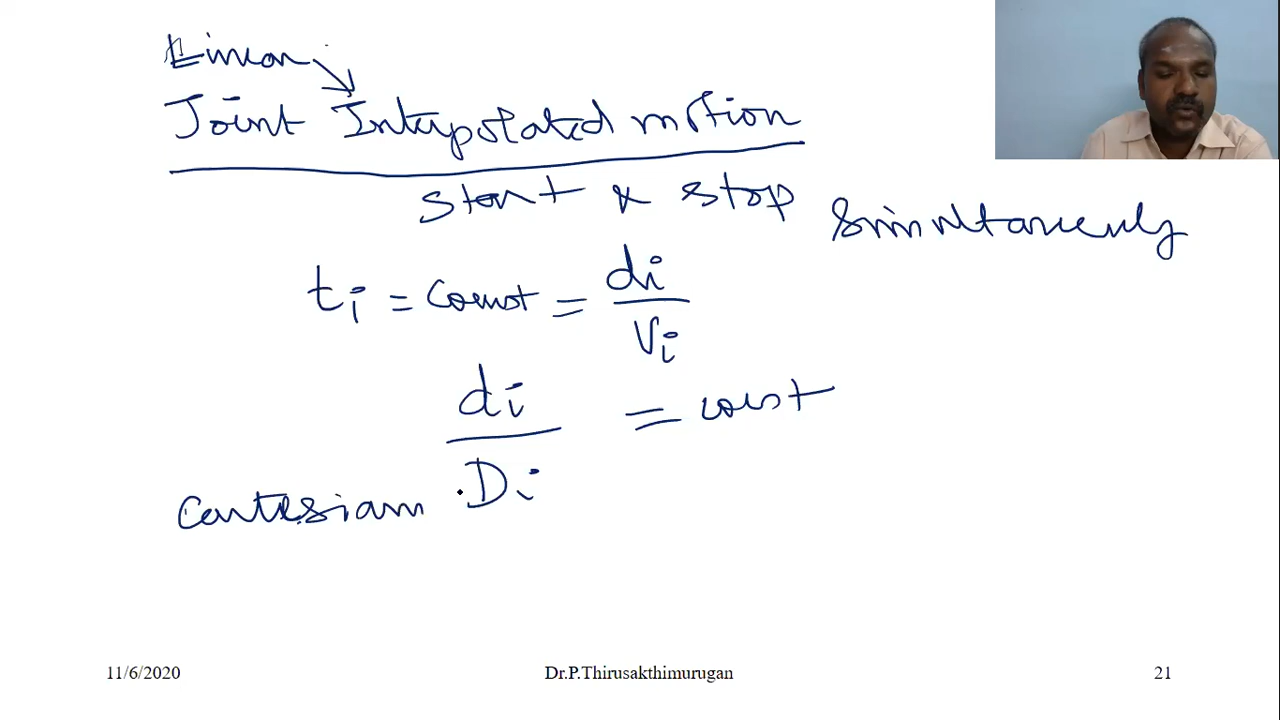 Linear
Joint Interpolated motion
start & stop simultaneously
ti = const = di / Vi
di / Di = const
Cartesian
11/6/2020 Dr.P.Thirusakthimurugan 21